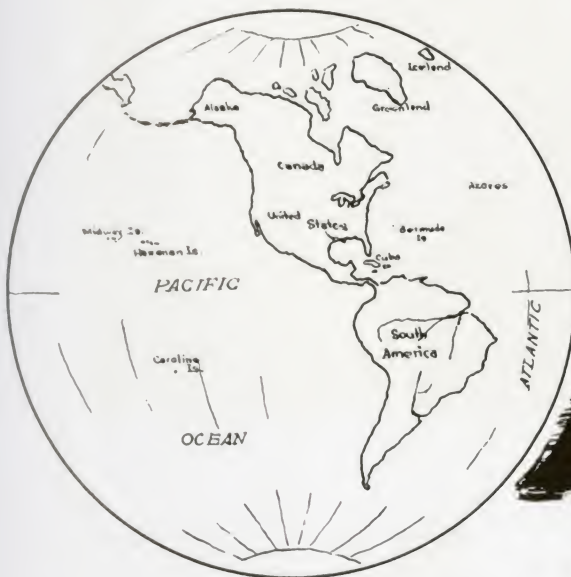 Iceland
Alaska
Greenland
Canada
Azores
United
States
Bermuda
Is
Midway Is.
Hawaiian Is.
Cuba
PACIFIC
South
America
ATLANTIC
Caroline
Is.
OCEAN